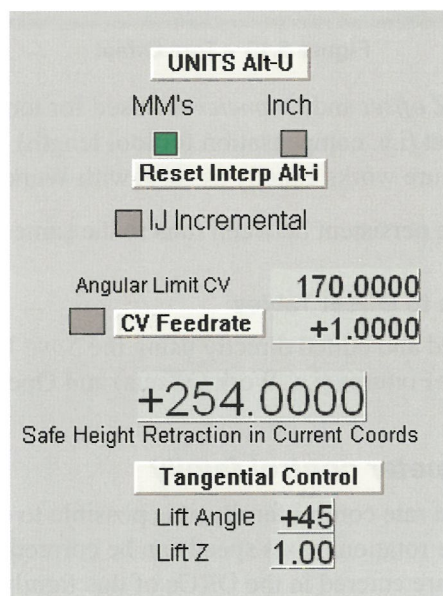 UNITS Alt-U
MM's Inch
Reset Interp Alt-i
IJ Incremental
Angular Limit CV 170.0000
CV Feedrate +1.0000
+254.0000
Safe Height Retraction in Current Coords
Tangential Control
Lift Angle +45
Lift Z 1.00